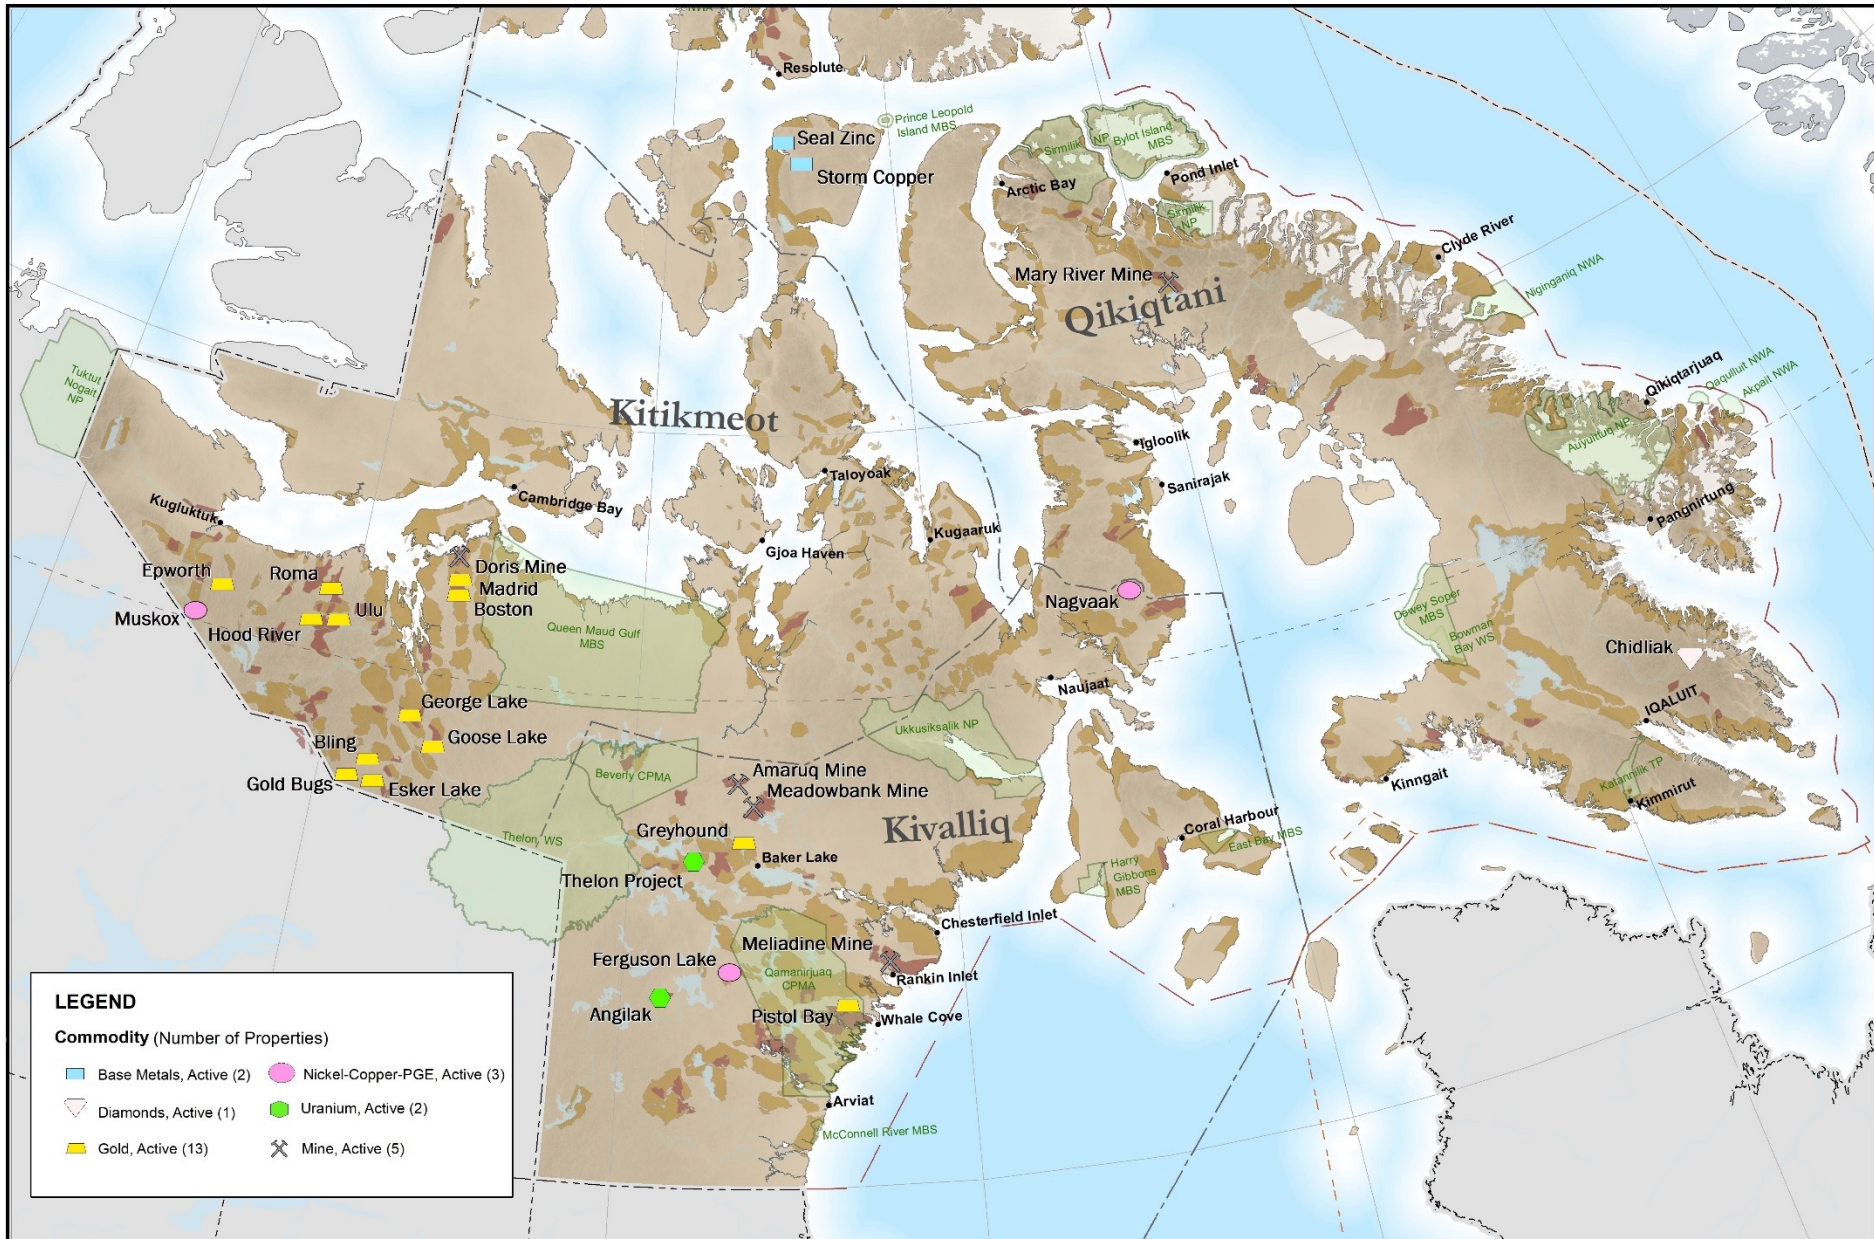 NWA
Resolute
Prince Leopold
Island MBS
Seal Zinc
Storm Copper
Sirmilik
NP
Bylot Island
MBS
Arctic Bay
Pond Inlet
Sirmilik
NP
Clyde River
Mary River Mine
Qikiqtani
Niginganiq NWA
Tuktut
Nogait
NP
Kitikmeot
Qikiqtarjuaq
Qaqulluit NWA
Akpait NWA
Auyuittuq NP
Igloolik
Taloyoak
Sanirajak
Cambridge Bay
Kugluktuk
Pangnirtung
Gjoa Haven
Kugaaruk
Epworth
Roma
Doris Mine
Madrid
Boston
Muskox
Hood River
Ulu
Nagvaak
Queen Maud Gulf
MBS
Dewey Soper
MBS
Bowman
Bay WS
Chidliak
Naujaat
George Lake
IQALUIT
Goose Lake
Ukkusiksalik NP
Bling
Gold Bugs
Esker Lake
Beverly CPMA
Amaruq Mine
Meadowbank Mine
Kinngait
Katannilik TP
Kimmirut
Thelon WS
Greyhound
Kivalliq
Coral Harbour
East Bay MBS
Baker Lake
Thelon Project
Harry
Gibbons
MBS
Chesterfield Inlet
Meliadine Mine
Ferguson Lake
Qamanirjuaq
CPMA
Rankin Inlet
Angilak
Pistol Bay
Whale Cove
Arviat
McConnell River MBS
LEGEND
Commodity (Number of Properties)
Base Metals, Active (2)
Nickel-Copper-PGE, Active (3)
Diamonds, Active (1)
Uranium, Active (2)
Gold, Active (13)
Mine, Active (5)